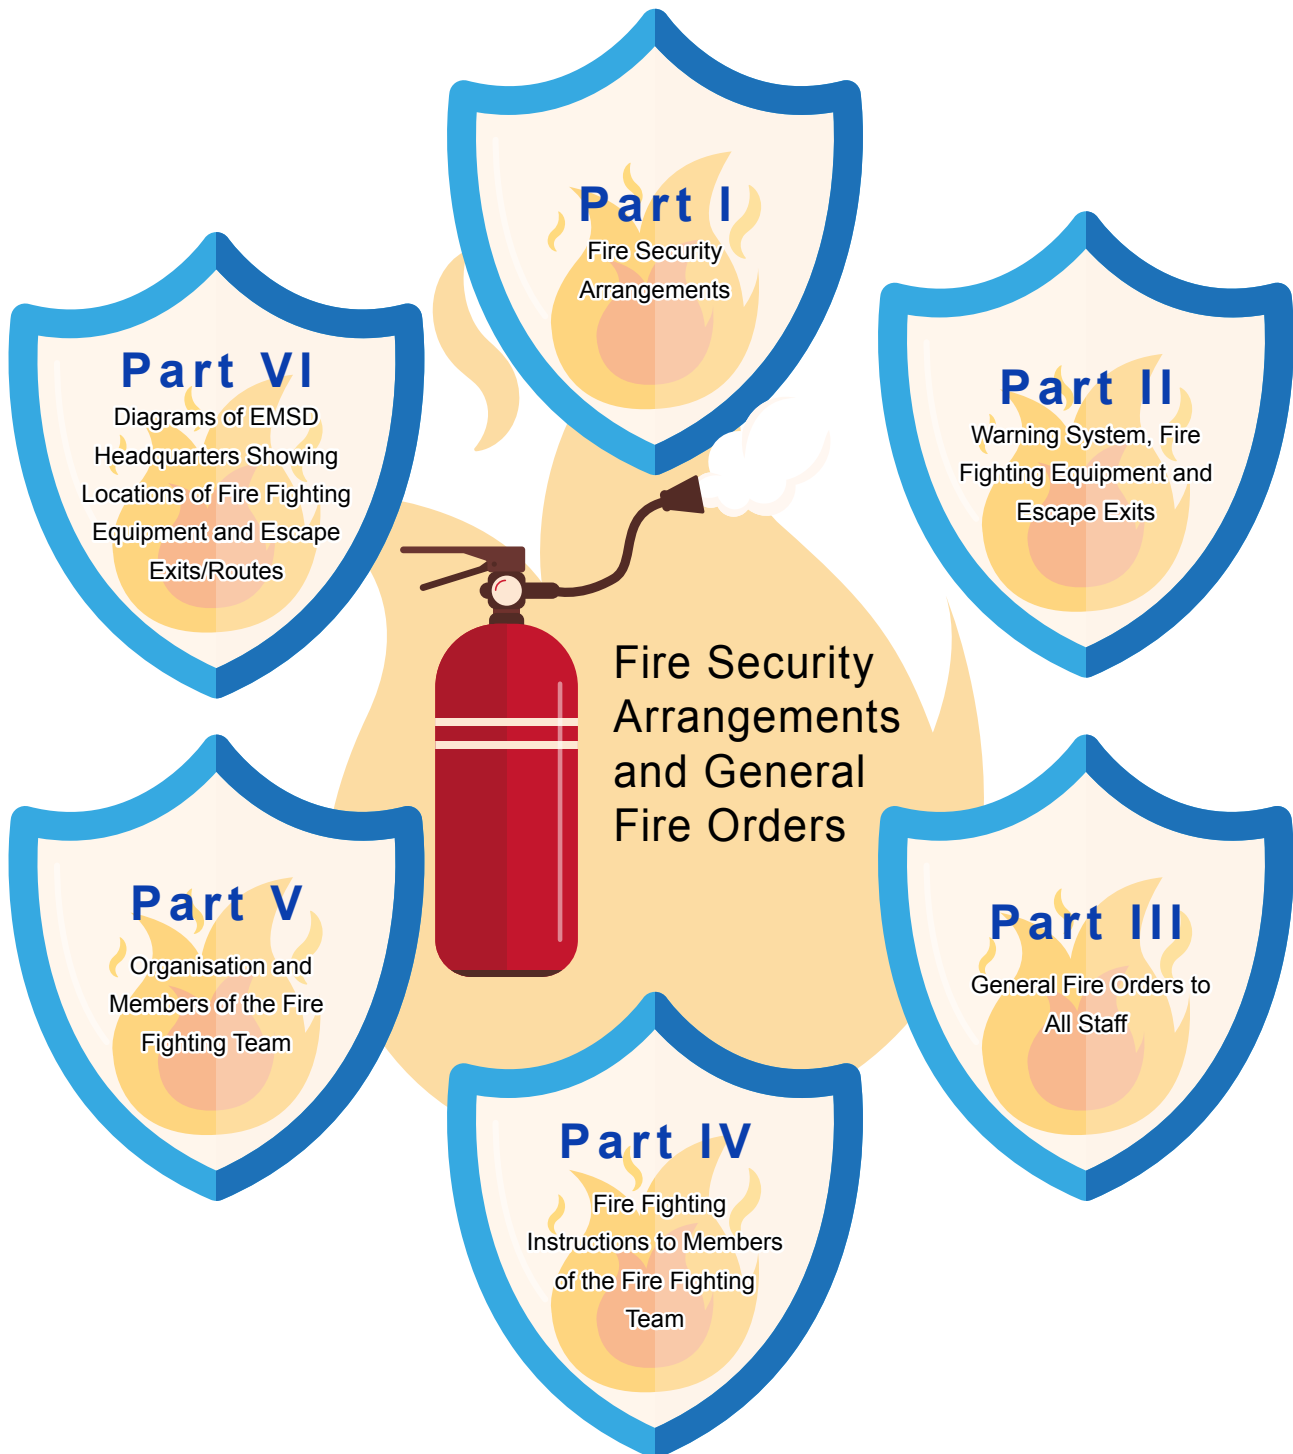 Part I
Fire Security
Arrangements
Part II
Warning System, Fire
Fighting Equipment and
Escape Exits
Part III
General Fire Orders to
All Staff
Part IV
Fire Fighting
Instructions to Members
of the Fire Fighting
Team
Part V
Organisation and
Members of the Fire
Fighting Team
Part VI
Diagrams of EMSD
Headquarters Showing
Locations of Fire Fighting
Equipment and Escape
Exits/Routes
Fire Security
Arrangements
and General
Fire Orders